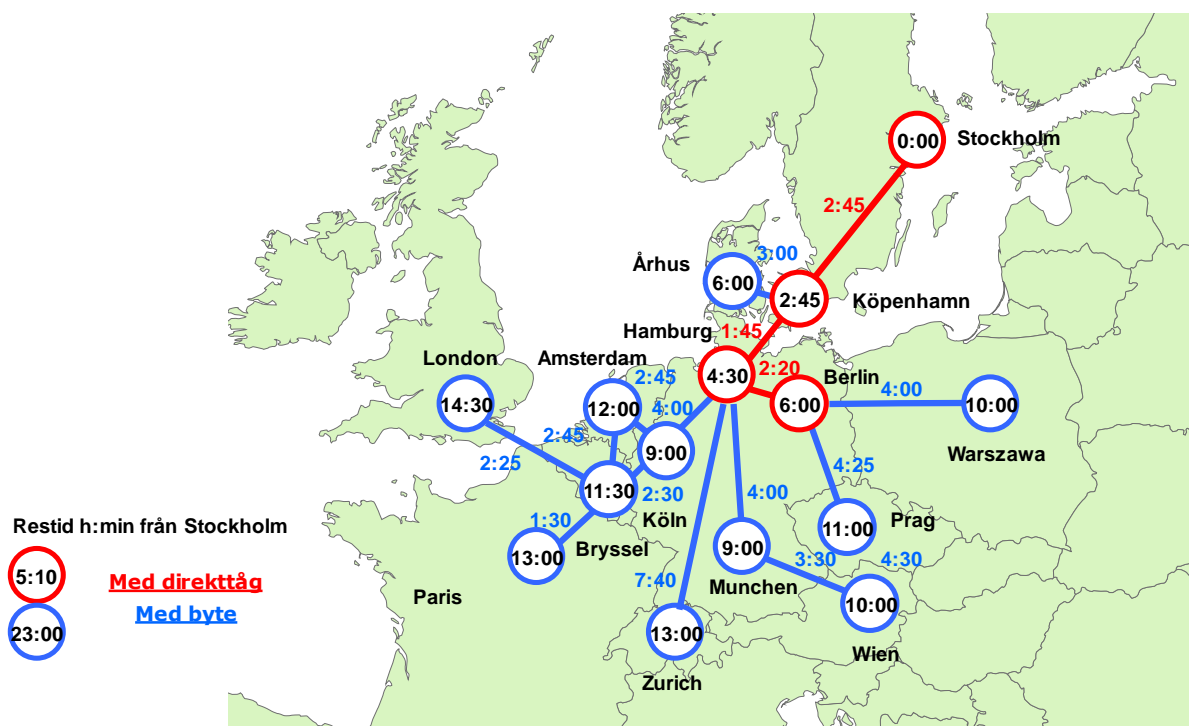 0:00
Stockholm
2:45
Århus
3:00
6:00
2:45
Köpenhamn
Hamburg
1:45
London
Amsterdam
2:45
4:30
2:20
Berlin
4:00
14:30
12:00
4:00
6:00
10:00
2:45
9:00
Warszawa
2:25
4:25
11:30
2:30
4:00
Restid h:min från Stockholm
1:30
Köln
11:00
Prag
13:00
Bryssel
9:00
3:30
4:30
5:10
Med direkttåg
7:40
Munchen
Paris
10:00
Med byte
23:00
13:00
Wien
Zurich